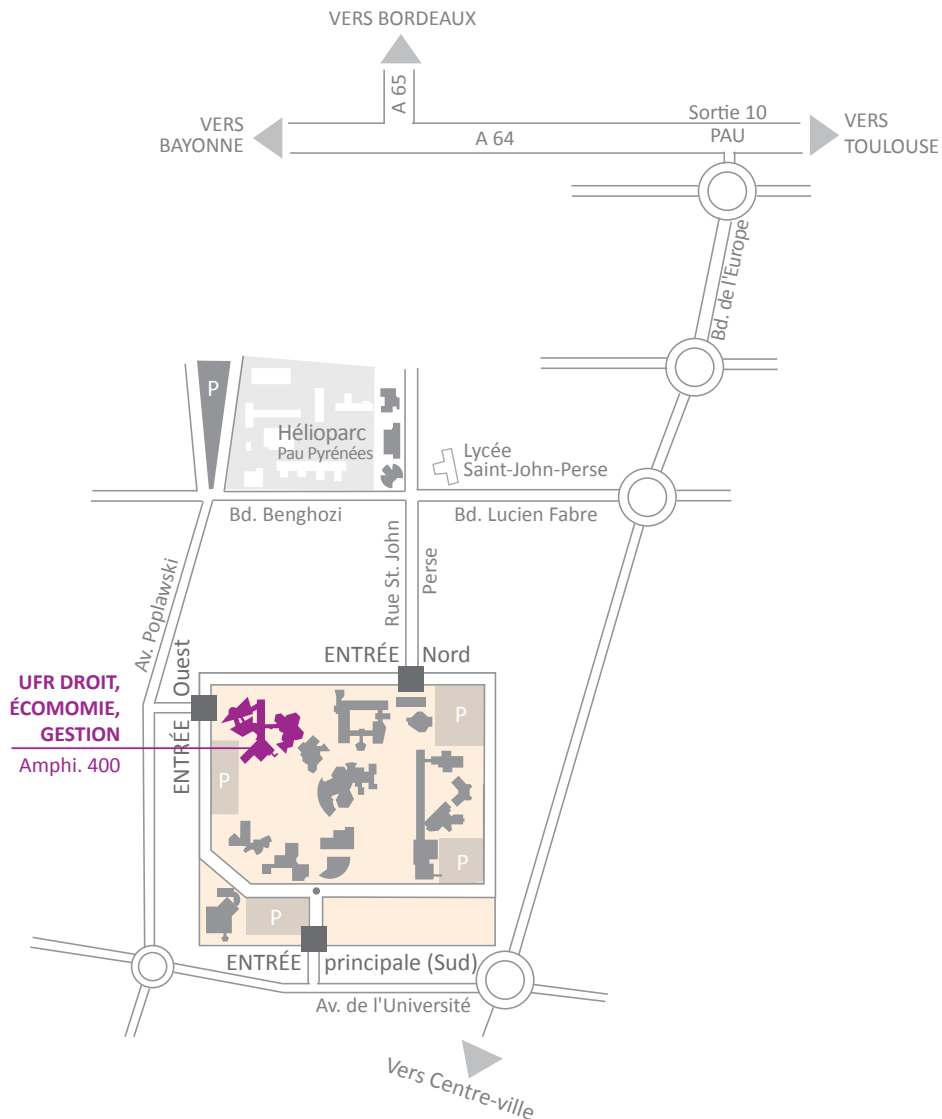 VERS BORDEAUX
A 65
VERS
BAYONNE
A 64
Sortie 10
PAU
VERS
TOULOUSE
Bd. de l'Europe
P
Hélioparc
Pau Pyrénées
Lycée
Saint-John-Perse
Bd. Benghozi
Bd. Lucien Fabre
Av. Poplawski
Rue St. John
Perse
ENTRÉE Nord
ENTRÉE Ouest
UFR DROIT,
ÉCOMOMIE,
GESTION
Amphi. 400
P
P
P
P
ENTRÉE principale (Sud)
Av. de l'Université
Vers Centre-ville